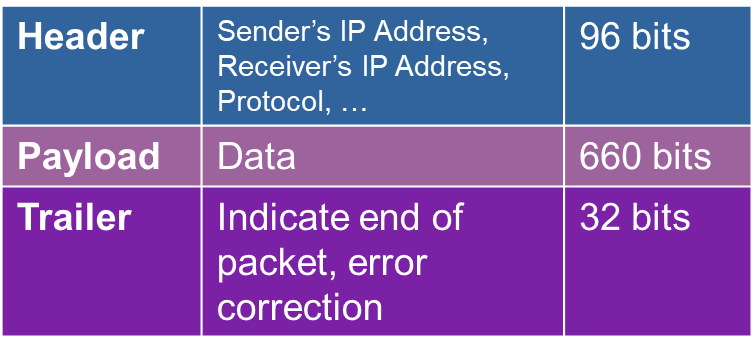 Header
Sender’s IP Address,
Receiver’s IP Address,
Protocol, …
96 bits
Payload
Data
660 bits
Trailer
Indicate end of
packet, error
correction
32 bits